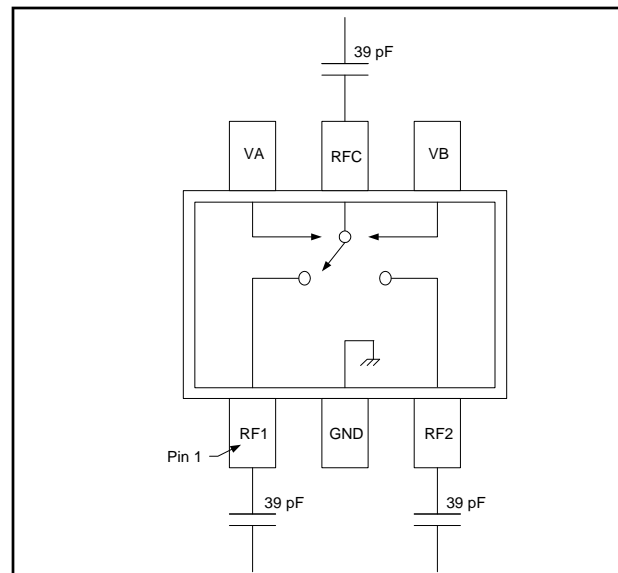 39 pF
VA
RFC
VB
RF1
GND
RF2
Pin 1
39 pF
39 pF